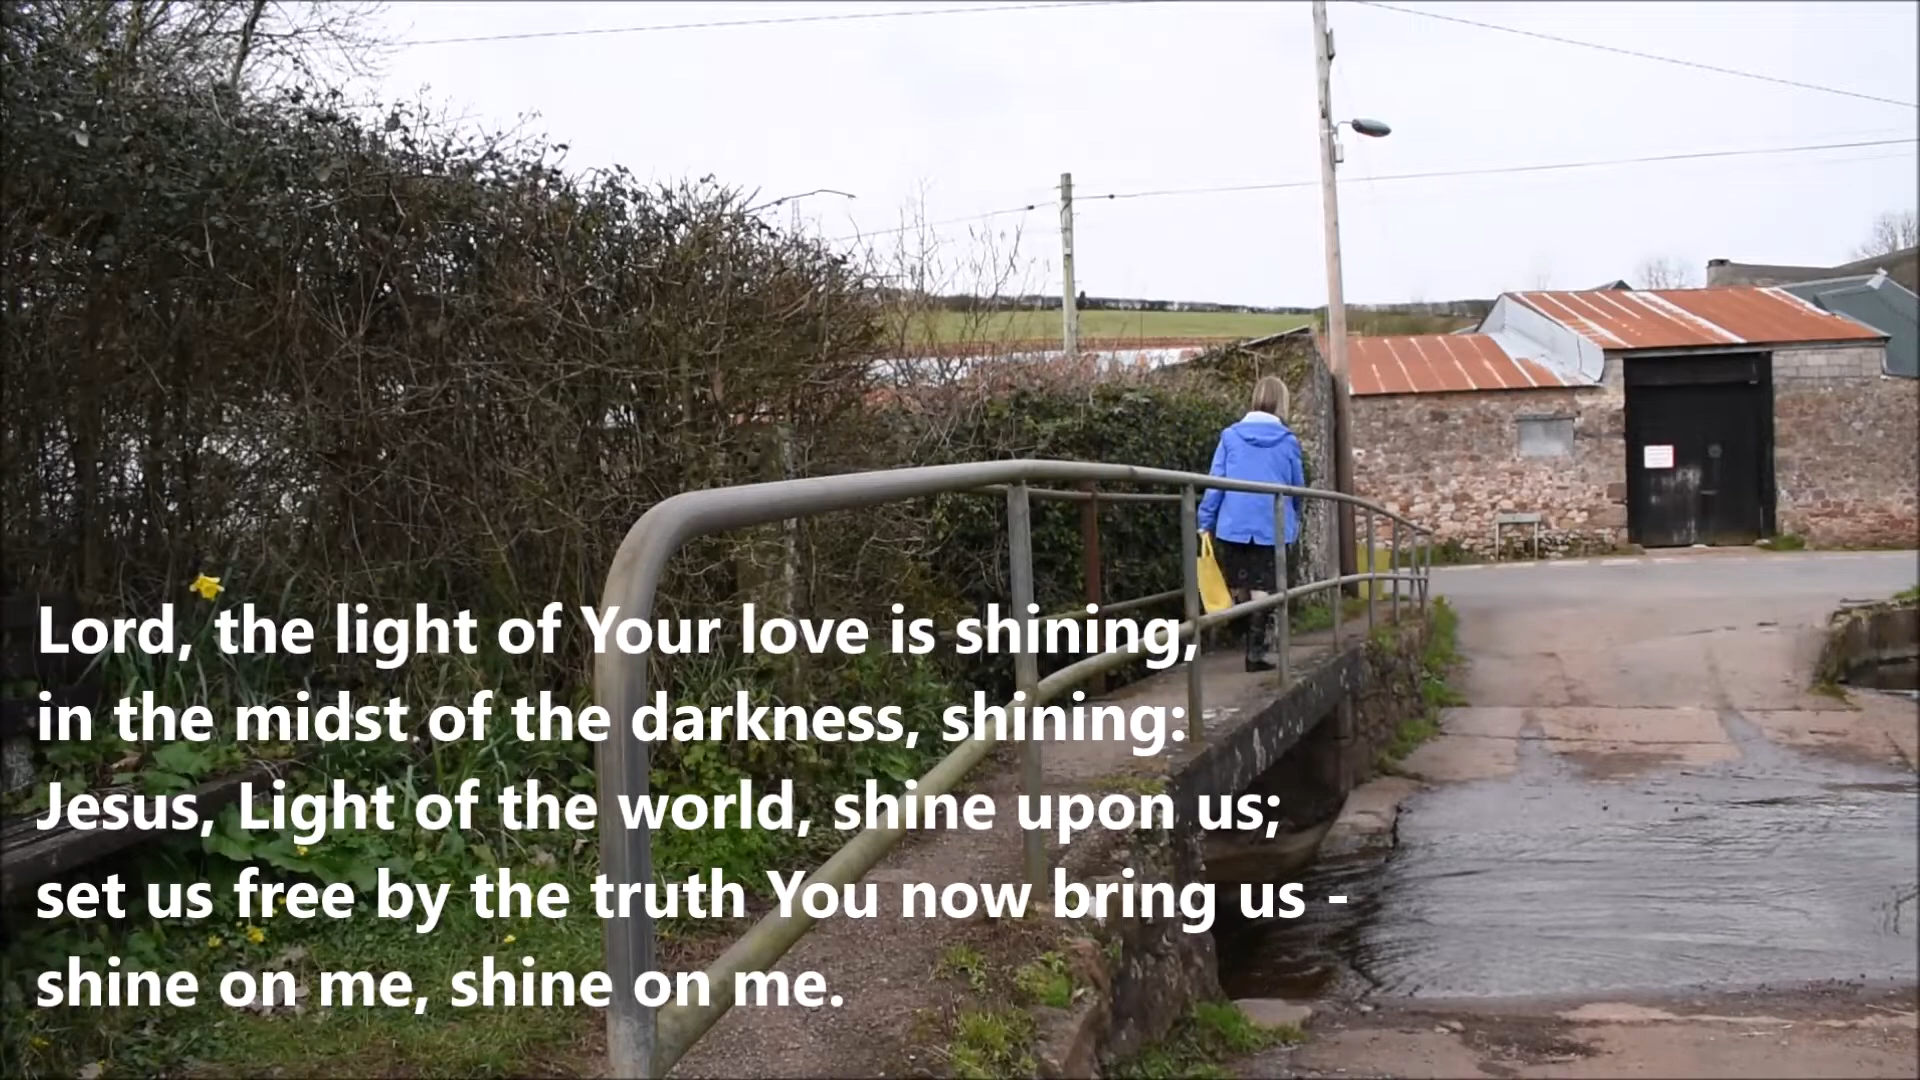 Lord, the light of Your love is shining,
in the midst of the darkness, shining:
Jesus, Light of the world, shine upon us;
set us free by the truth You now bring us -
shine on me, shine on me.